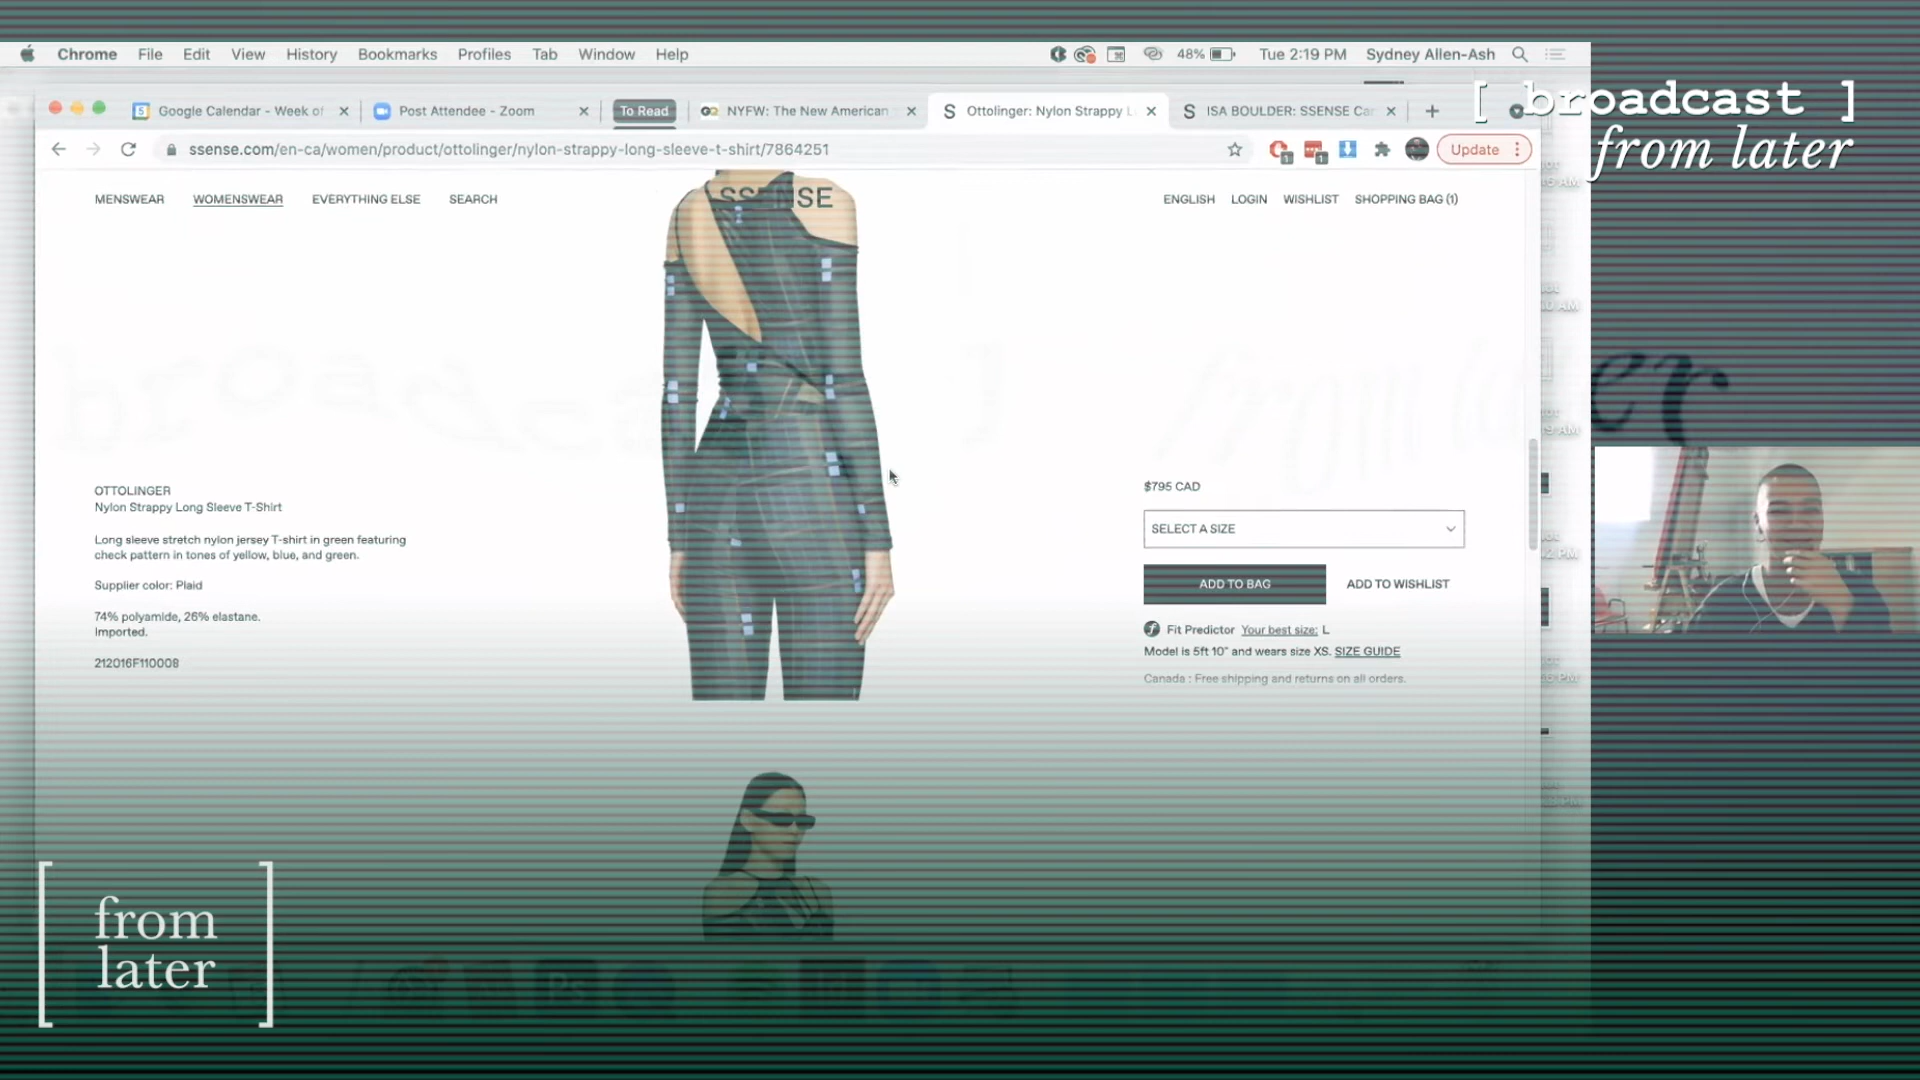 Chrome File Edit View History Bookmarks Profiles Tab Window Help 48% Tue 2:19 PM Sydney Allen-Ash
[ broadcast ]
from later
Google Calendar - Week of Post Attendee - Zoom To Read NYFW: The New American Ottolinger: Nylon Strappy L ISA BOULDER: SSENSE Ca
ssense.com/en-ca/women/product/ottolinger/nylon-strappy-long-sleeve-t-shirt/7864251 Update
MENSWEAR WOMENSWEAR EVERYTHING ELSE SEARCH SSENSE ENGLISH LOGIN WISHLIST SHOPPING BAG (1)
broadca ] from later
OTTOLINGER
Nylon Strappy Long Sleeve T-Shirt
Long sleeve stretch nylon jersey T-shirt in green featuring
check pattern in tones of yellow, blue, and green.
Supplier color: Plaid
74% polyamide, 26% elastane.
Imported.
212016F110008
$795 CAD
SELECT A SIZE
ADD TO BAG ADD TO WISHLIST
Fit Predictor Your best size: L
Model is 5ft 10" and wears size XS. SIZE GUIDE
Canada : Free shipping and returns on all orders.
[ from
later ]